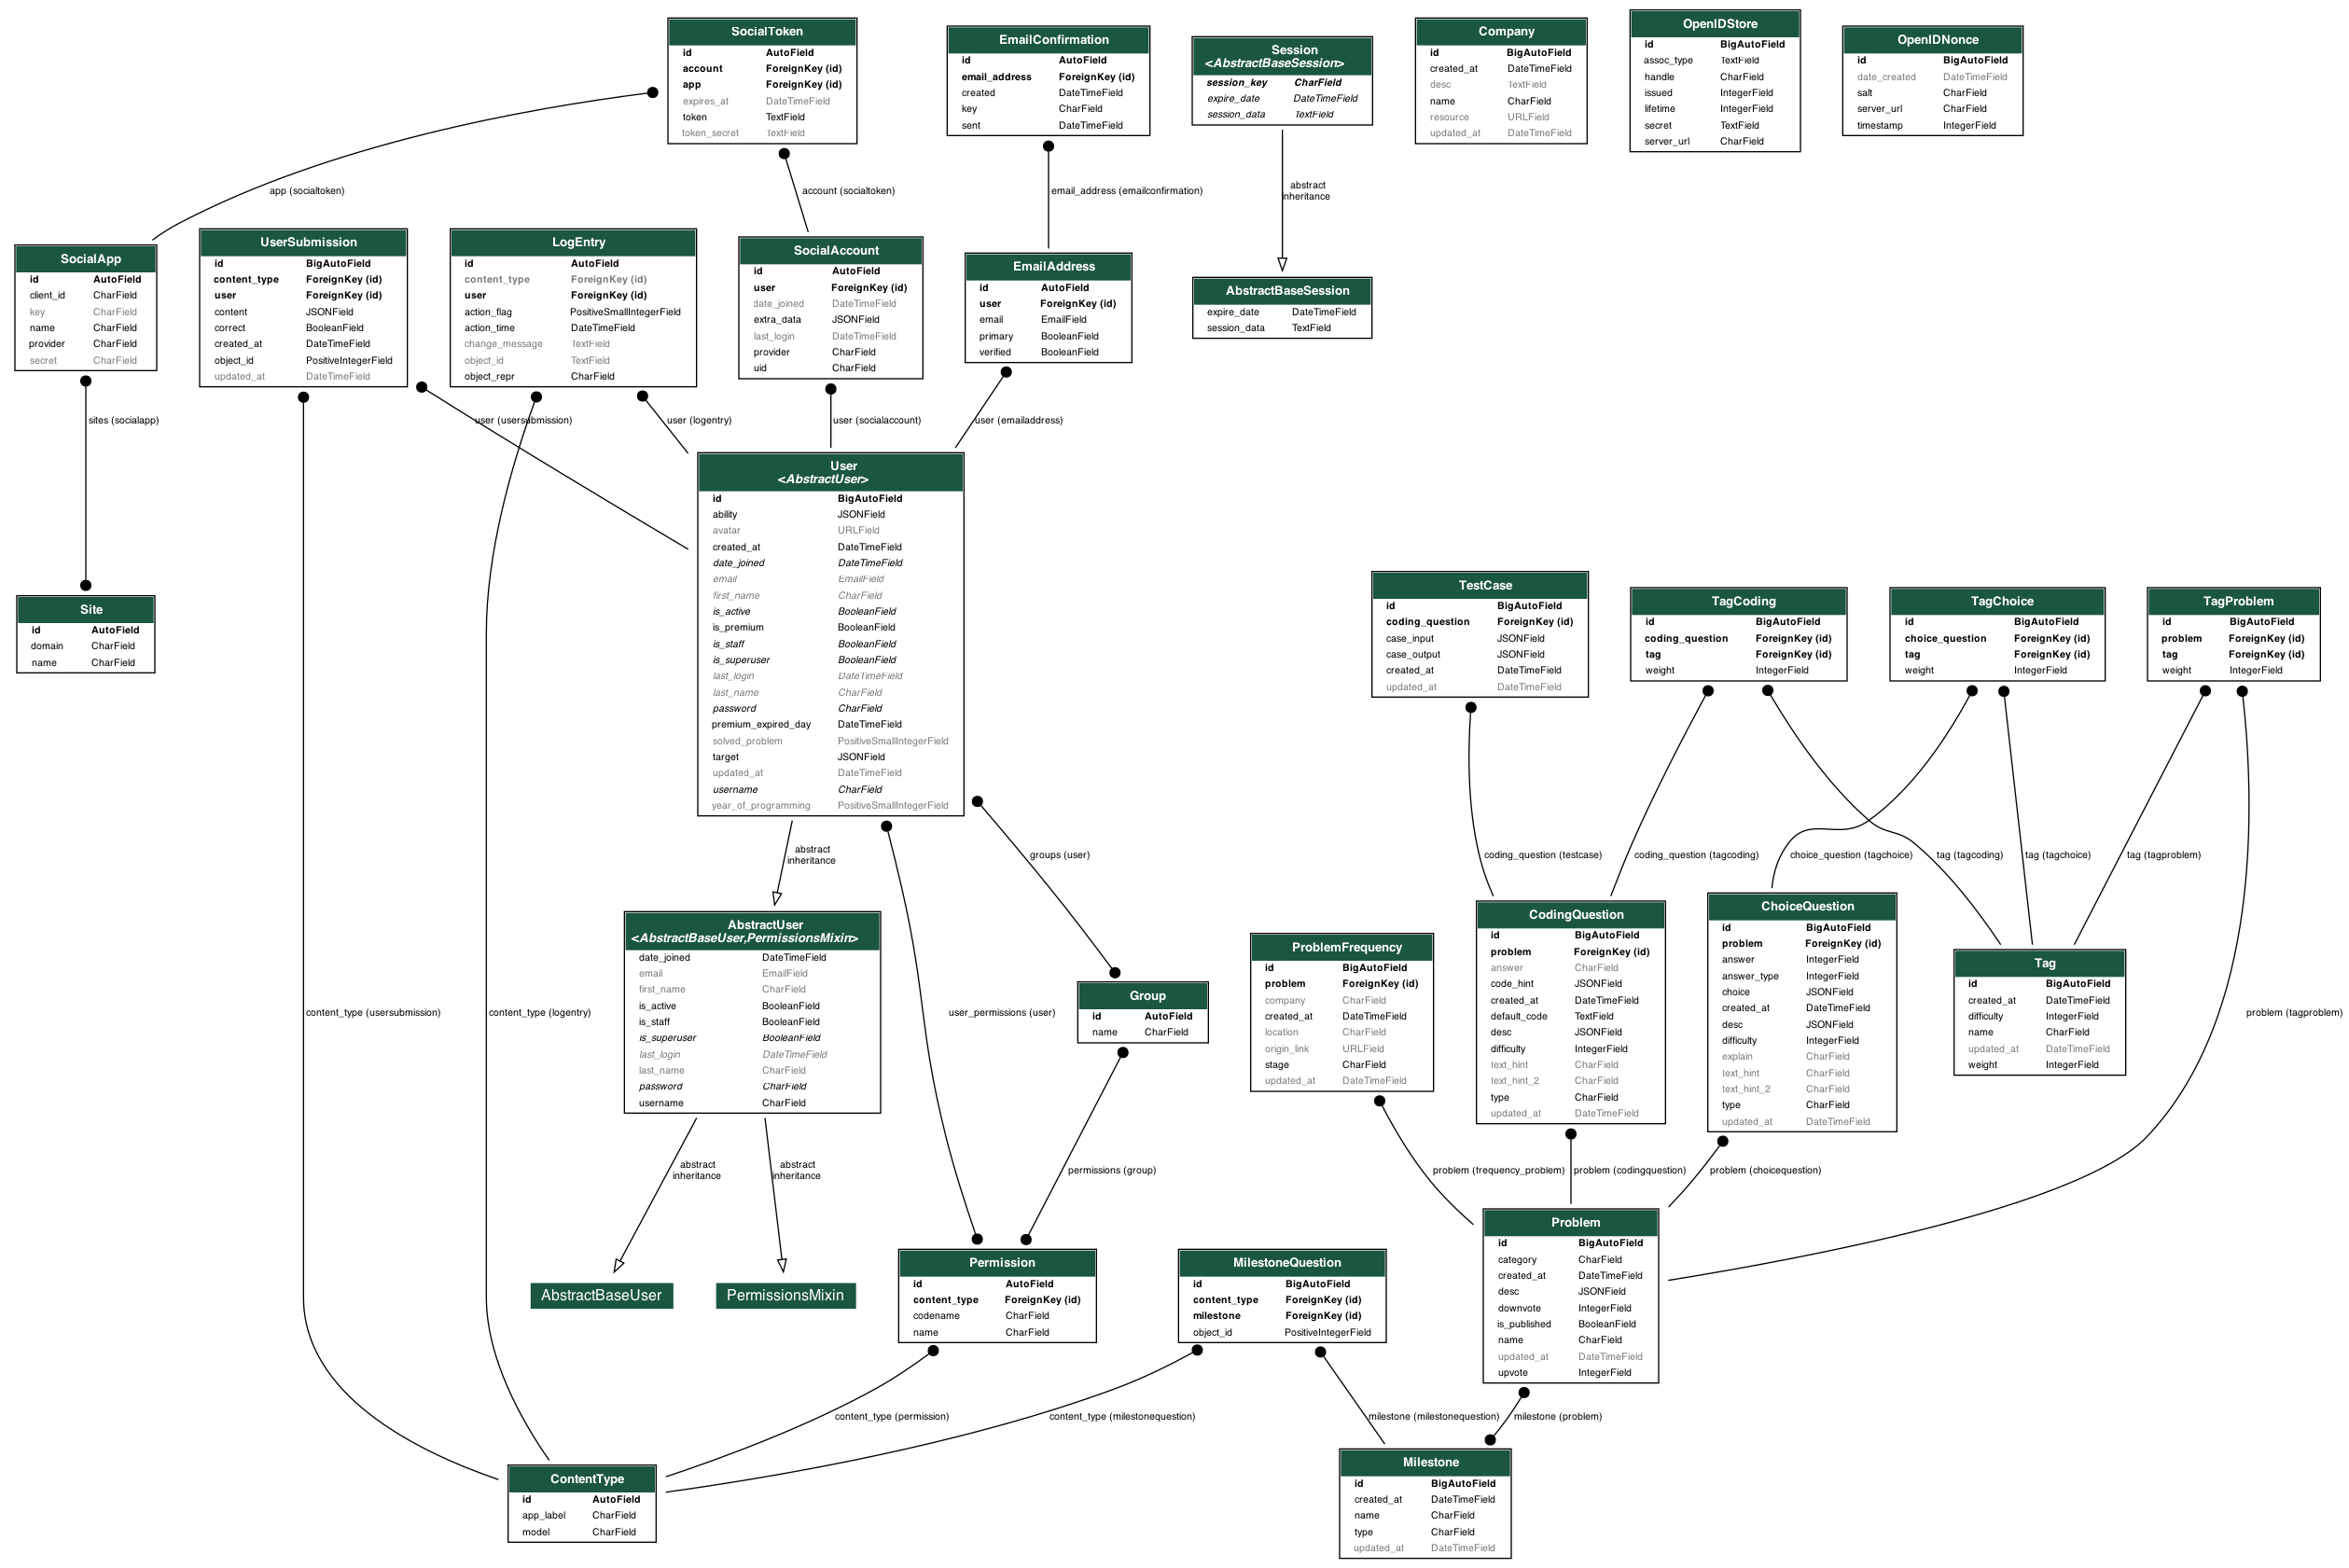 SocialToken
id AutoField
account ForeignKey (id)
app ForeignKey (id)
expires_at DateTimeField
token TextField
token_secret TextField
EmailConfirmation
id AutoField
email_address ForeignKey (id)
created DateTimeField
key CharField
sent DateTimeField
Session
<AbstractBaseSession>
session_key CharField
expire_date DateTimeField
session_data TextField
Company
id BigAutoField
created_at DateTimeField
desc TextField
name CharField
resource URLField
updated_at DateTimeField
OpenIDStore
id BigAutoField
assoc_type TextField
handle CharField
issued IntegerField
lifetime IntegerField
secret TextField
server_url CharField
OpenIDNonce
id BigAutoField
date_created DateTimeField
salt CharField
server_url CharField
timestamp IntegerField
app (socialtoken)
account (socialtoken)
email_address (emailconfirmation)
abstract
inheritance
SocialApp
id AutoField
client_id CharField
key CharField
name CharField
provider CharField
secret CharField
UserSubmission
id BigAutoField
content_type ForeignKey (id)
user ForeignKey (id)
content JSONField
correct BooleanField
created_at DateTimeField
object_id PositiveIntegerField
updated_at DateTimeField
LogEntry
id AutoField
content_type ForeignKey (id)
user ForeignKey (id)
action_flag PositiveSmallIntegerField
action_time DateTimeField
change_message TextField
object_id TextField
object_repr CharField
SocialAccount
id AutoField
user ForeignKey (id)
date_joined DateTimeField
extra_data JSONField
last_login DateTimeField
provider CharField
uid CharField
EmailAddress
id AutoField
user ForeignKey (id)
email EmailField
primary BooleanField
verified BooleanField
AbstractBaseSession
expire_date DateTimeField
session_data TextField
sites (socialapp)
user (usersubmission)
user (logentry)
user (socialaccount)
user (emailaddress)
User
<AbstractUser>
id BigAutoField
ability JSONField
avatar URLField
created_at DateTimeField
date_joined DateTimeField
email EmailField
first_name CharField
is_active BooleanField
is_premium BooleanField
is_staff BooleanField
is_superuser BooleanField
last_login DateTimeField
last_name CharField
password CharField
premium_expired_day DateTimeField
solved_problem PositiveSmallIntegerField
target JSONField
updated_at DateTimeField
username CharField
year_of_programming PositiveSmallIntegerField
Site
id AutoField
domain CharField
name CharField
TestCase
id BigAutoField
coding_question ForeignKey (id)
case_input JSONField
case_output JSONField
created_at DateTimeField
updated_at DateTimeField
TagCoding
id BigAutoField
coding_question ForeignKey (id)
tag ForeignKey (id)
weight IntegerField
TagChoice
id BigAutoField
choice_question ForeignKey (id)
tag ForeignKey (id)
weight IntegerField
TagProblem
id BigAutoField
problem ForeignKey (id)
tag ForeignKey (id)
weight IntegerField
abstract
inheritance
groups (user)
coding_question (testcase)
coding_question (tagcoding)
choice_question (tagchoice)
tag (tagcoding)
tag (tagchoice)
tag (tagproblem)
AbstractUser
<AbstractBaseUser,PermissionsMixin>
date_joined DateTimeField
email EmailField
first_name CharField
is_active BooleanField
is_staff BooleanField
is_superuser BooleanField
last_login DateTimeField
last_name CharField
password CharField
username CharField
Group
id AutoField
name CharField
ProblemFrequency
id BigAutoField
problem ForeignKey (id)
company CharField
created_at DateTimeField
location CharField
origin_link URLField
stage CharField
updated_at DateTimeField
CodingQuestion
id BigAutoField
problem ForeignKey (id)
answer CharField
code_hint JSONField
created_at DateTimeField
default_code TextField
desc JSONField
difficulty IntegerField
text_hint CharField
text_hint_2 CharField
type CharField
updated_at DateTimeField
ChoiceQuestion
id BigAutoField
problem ForeignKey (id)
answer IntegerField
answer_type IntegerField
choice JSONField
created_at DateTimeField
desc JSONField
difficulty IntegerField
explain CharField
text_hint CharField
text_hint_2 CharField
type CharField
updated_at DateTimeField
Tag
id BigAutoField
created_at DateTimeField
difficulty IntegerField
name CharField
updated_at DateTimeField
weight IntegerField
content_type (usersubmission)
content_type (logentry)
user_permissions (user)
problem (tagproblem)
abstract
inheritance
abstract
inheritance
permissions (group)
problem (frequency_problem)
problem (codingquestion)
problem (choicequestion)
AbstractBaseUser
PermissionsMixin
Permission
id AutoField
content_type ForeignKey (id)
codename CharField
name CharField
MilestoneQuestion
id BigAutoField
content_type ForeignKey (id)
milestone ForeignKey (id)
object_id PositiveIntegerField
Problem
id BigAutoField
category CharField
created_at DateTimeField
desc JSONField
downvote IntegerField
is_published BooleanField
name CharField
updated_at DateTimeField
upvote IntegerField
content_type (permission)
content_type (milestonequestion)
milestone (milestonequestion)
milestone (problem)
ContentType
id AutoField
app_label CharField
model CharField
Milestone
id BigAutoField
created_at DateTimeField
name CharField
type CharField
updated_at DateTimeField